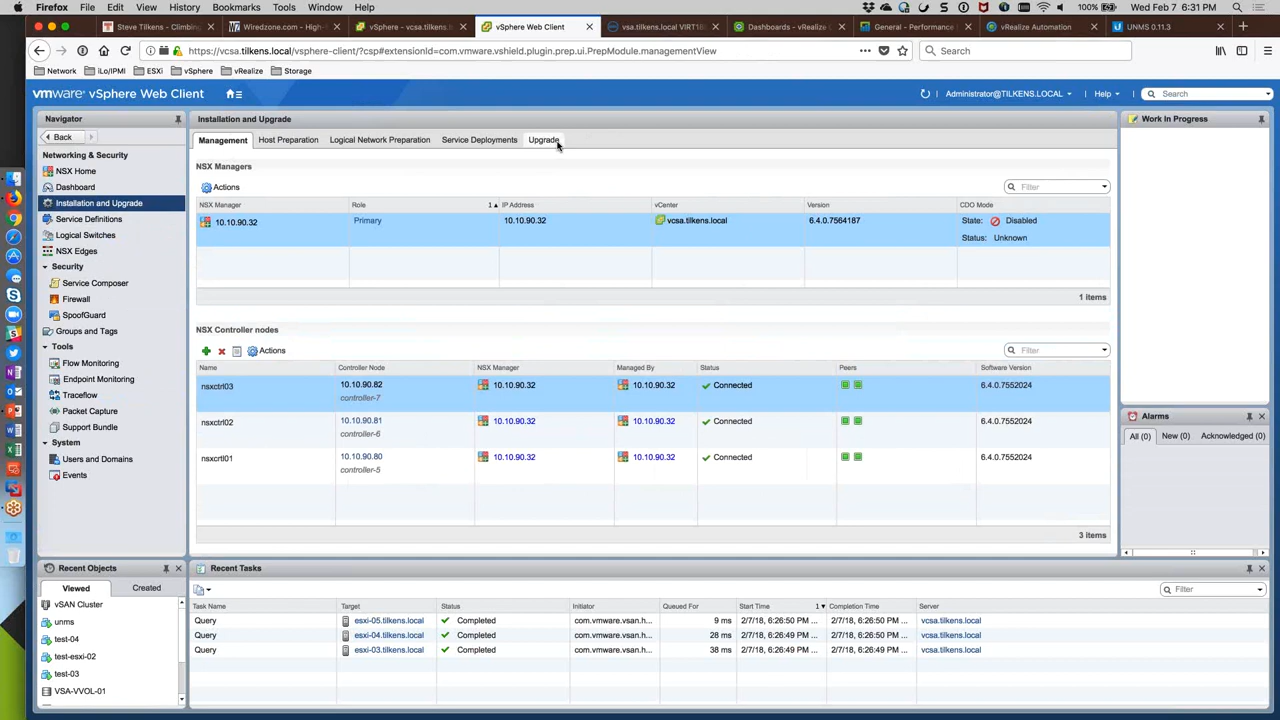 Firefox File Edit View History Bookmarks Tools Window Help 100% Wed Feb 7 6:31 PM
Steve Tilkens – Climbing Wiredzone.com - High- vSphere - vcsa.tilkens.l vSphere Web Client vsa.tilkens.local VIRT18 Dashboards - vRealize C General - Performance vRealize Automation UNMS 0.11.3
https://vcsa.tilkens.local/vsphere-client/?csp#extensionId=com.vmware.vshield.plugin.prep.ui.PrepModule.managementView Search
Network iLo/IPMI ESXi vSphere vRealize Storage
vmware vSphere Web Client Administrator@TILKENS.LOCAL Help Search
Navigator
Back
Networking & Security
NSX Home
Dashboard
Installation and Upgrade
Service Definitions
Logical Switches
NSX Edges
Security
Service Composer
Firewall
SpoofGuard
Groups and Tags
Tools
Flow Monitoring
Endpoint Monitoring
Traceflow
Packet Capture
Support Bundle
System
Users and Domains
Events
Installation and Upgrade
Management Host Preparation Logical Network Preparation Service Deployments Upgrade
NSX Managers
Actions Filter
NSX Manager Role 1 IP Address vCenter Version CDO Mode
10.10.90.32 Primary 10.10.90.32 vcsa.tilkens.local 6.4.0.7564187 State: Disabled
Status: Unknown
1 items
NSX Controller nodes
Actions Filter
Name Controller Node NSX Manager Managed By Status Peers Software Version
nsxctrl03 10.10.90.82 10.10.90.32 10.10.90.32 Connected 6.4.0.7552024
controller-7
nsxctrl02 10.10.90.81 10.10.90.32 10.10.90.32 Connected 6.4.0.7552024
controller-6
nsxcrtl01 10.10.90.80 10.10.90.32 10.10.90.32 Connected 6.4.0.7552024
controller-5
3 items
Work In Progress
Alarms
All (0) New (0) Acknowledged (0)
Recent Objects
Viewed Created
vSAN Cluster
unms
test-04
test-esxi-02
test-03
VSA-VVOL-01
Recent Tasks
Filter
Task Name Target Status Initiator Queued For Start Time 1 Completion Time Server
Query esxi-05.tilkens.local Completed com.vmware.vsan.h... 9 ms 2/7/18, 6:26:50 PM ... 2/7/18, 6:26:50 PM ... vcsa.tilkens.local
Query esxi-04.tilkens.local Completed com.vmware.vsan.h... 28 ms 2/7/18, 6:26:49 PM ... 2/7/18, 6:26:50 PM ... vcsa.tilkens.local
Query esxi-03.tilkens.local Completed com.vmware.vsan.h... 38 ms 2/7/18, 6:26:49 PM ... 2/7/18, 6:26:50 PM ... vcsa.tilkens.local